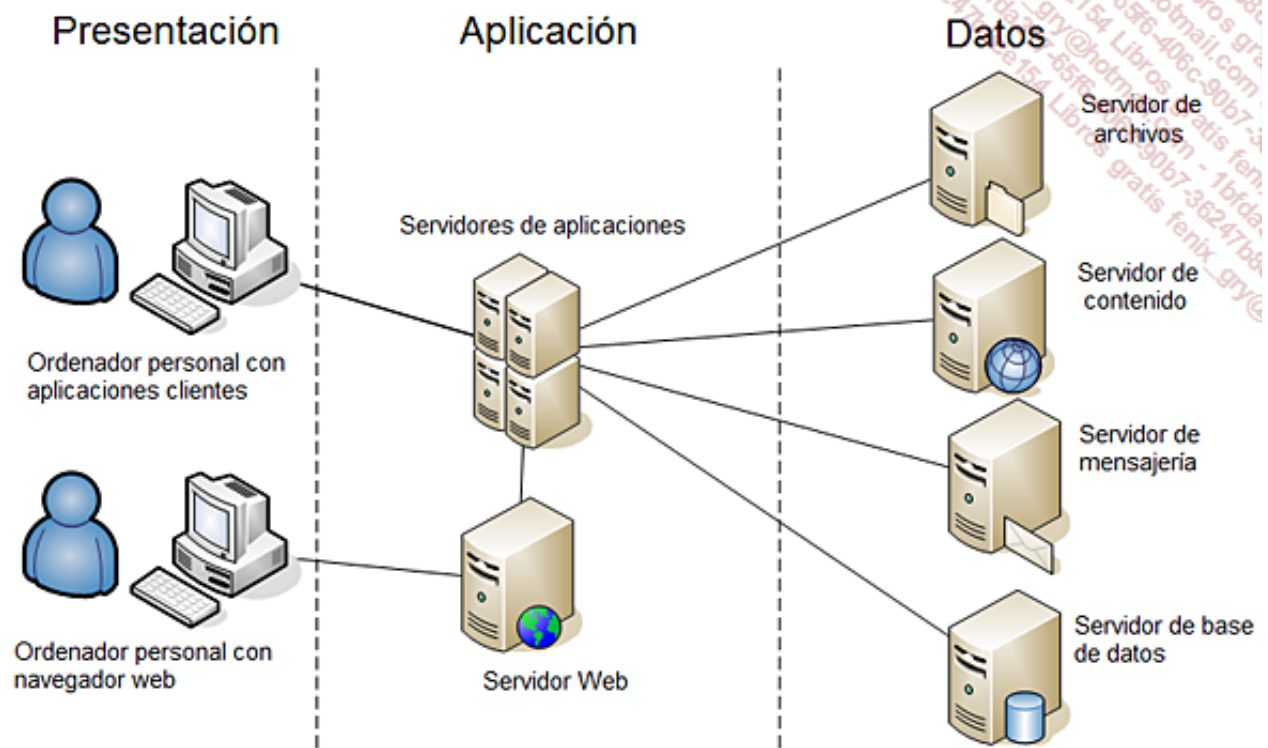 Presentación
Aplicación
Datos
Servidor de
archivos
Servidores de aplicaciones
Servidor de
contenido
Ordenador personal con
aplicaciones clientes
Servidor de
mensajería
Ordenador personal con
navegador web
Servidor Web
Servidor de base
de datos